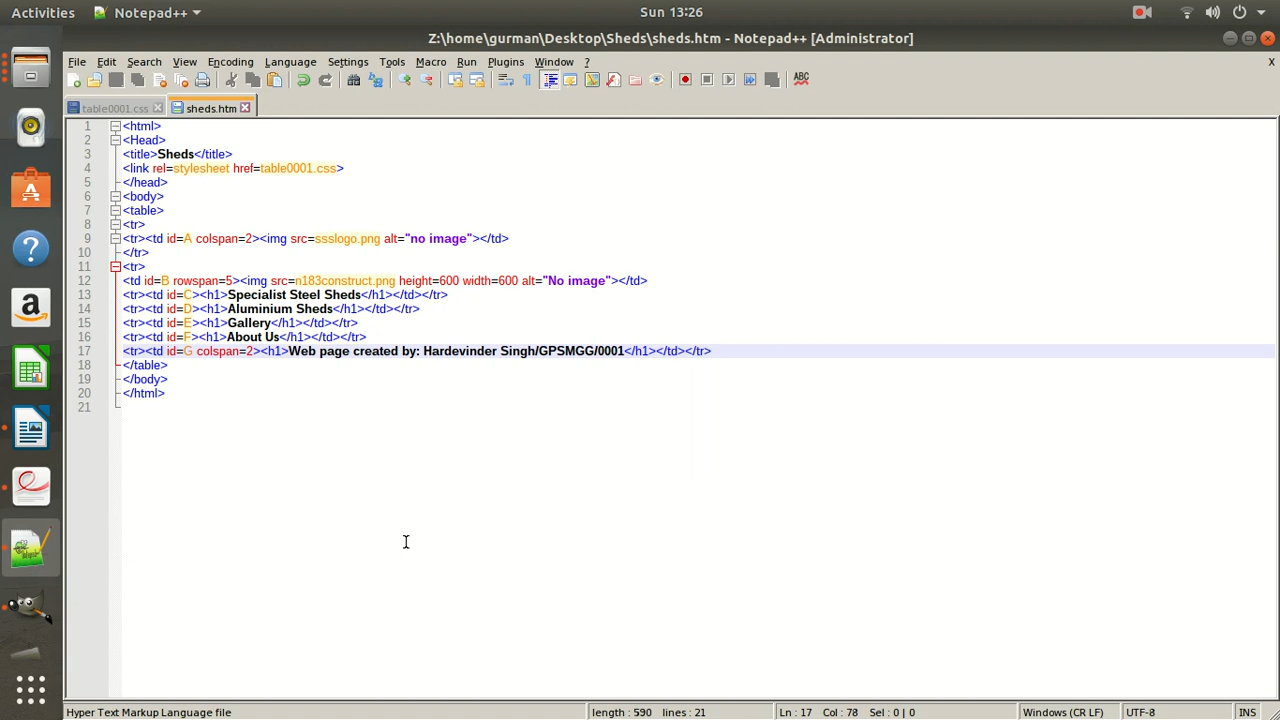 Activities Notepad++ Sun 13:26
Z:\home\gurman\Desktop\Sheds\sheds.htm - Notepad++ [Administrator]
File Edit Search View Encoding Language Settings Tools Macro Run Plugins Window ? X
table0001.css sheds.htm
1 <html>
2 <Head>
3 <title>Sheds</title>
4 <link rel=stylesheet href=table0001.css>
5 </head>
6 <body>
7 <table>
8 <tr>
9 <tr><td id=A colspan=2><img src=ssslogo.png alt="no image"></td>
10 </tr>
11 <tr>
12 <td id=B rowspan=5><img src=n183construct.png height=600 width=600 alt="No image"></td>
13 <tr><td id=C><h1>Specialist Steel Sheds</h1></td></tr>
14 <tr><td id=D><h1>Aluminium Sheds</h1></td></tr>
15 <tr><td id=E><h1>Gallery</h1></td></tr>
16 <tr><td id=F><h1>About Us</h1></td></tr>
17 <tr><td id=G colspan=2><h1>Web page created by: Hardevinder Singh/GPSMGG/0001</h1></td></tr>
18 </table>
19 </body>
20 </html>
21
Hyper Text Markup Language file length : 590 lines : 21 Ln : 17 Col : 78 Sel : 0 | 0 Windows (CR LF) UTF-8 INS